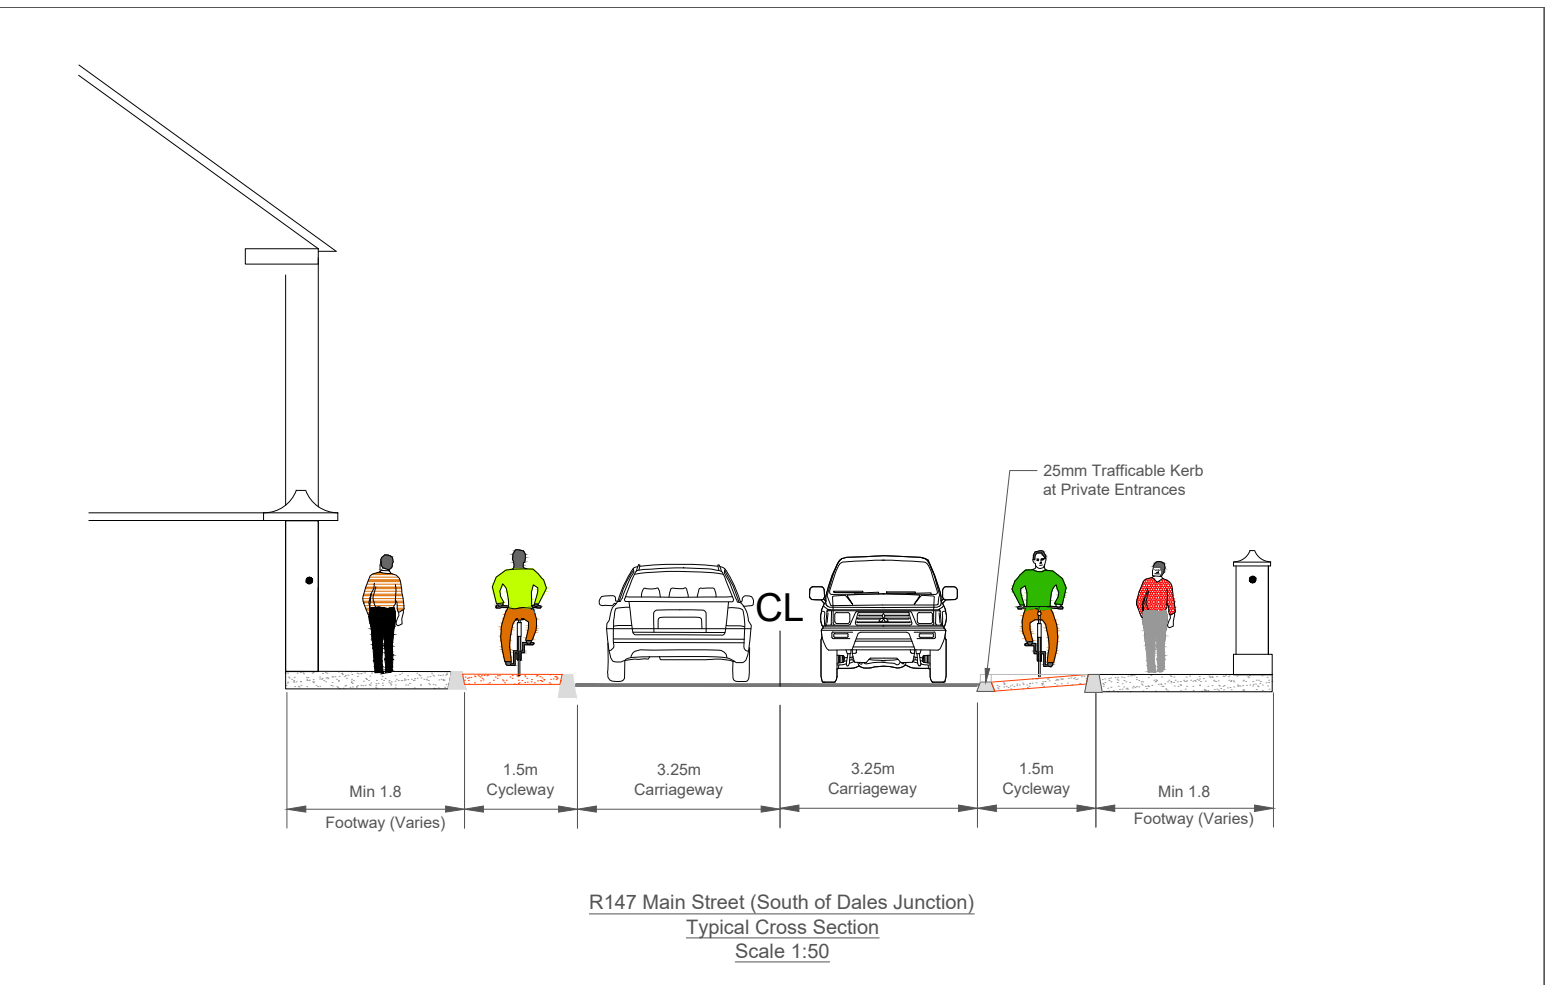 25mm Trafficable Kerb
at Private Entrances
CL
Min 1.8
Footway (Varies)
1.5m
Cycleway
3.25m
Carriageway
3.25m
Carriageway
1.5m
Cycleway
Min 1.8
Footway (Varies)
R147 Main Street (South of Dales Junction)
Typical Cross Section
Scale 1:50